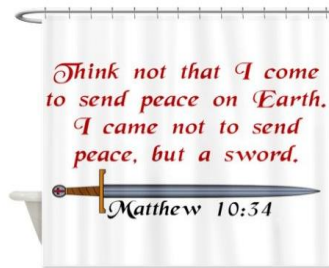 Think not that I come
to send peace on Earth.
I came not to send
peace, but a sword.
Matthew 10:34